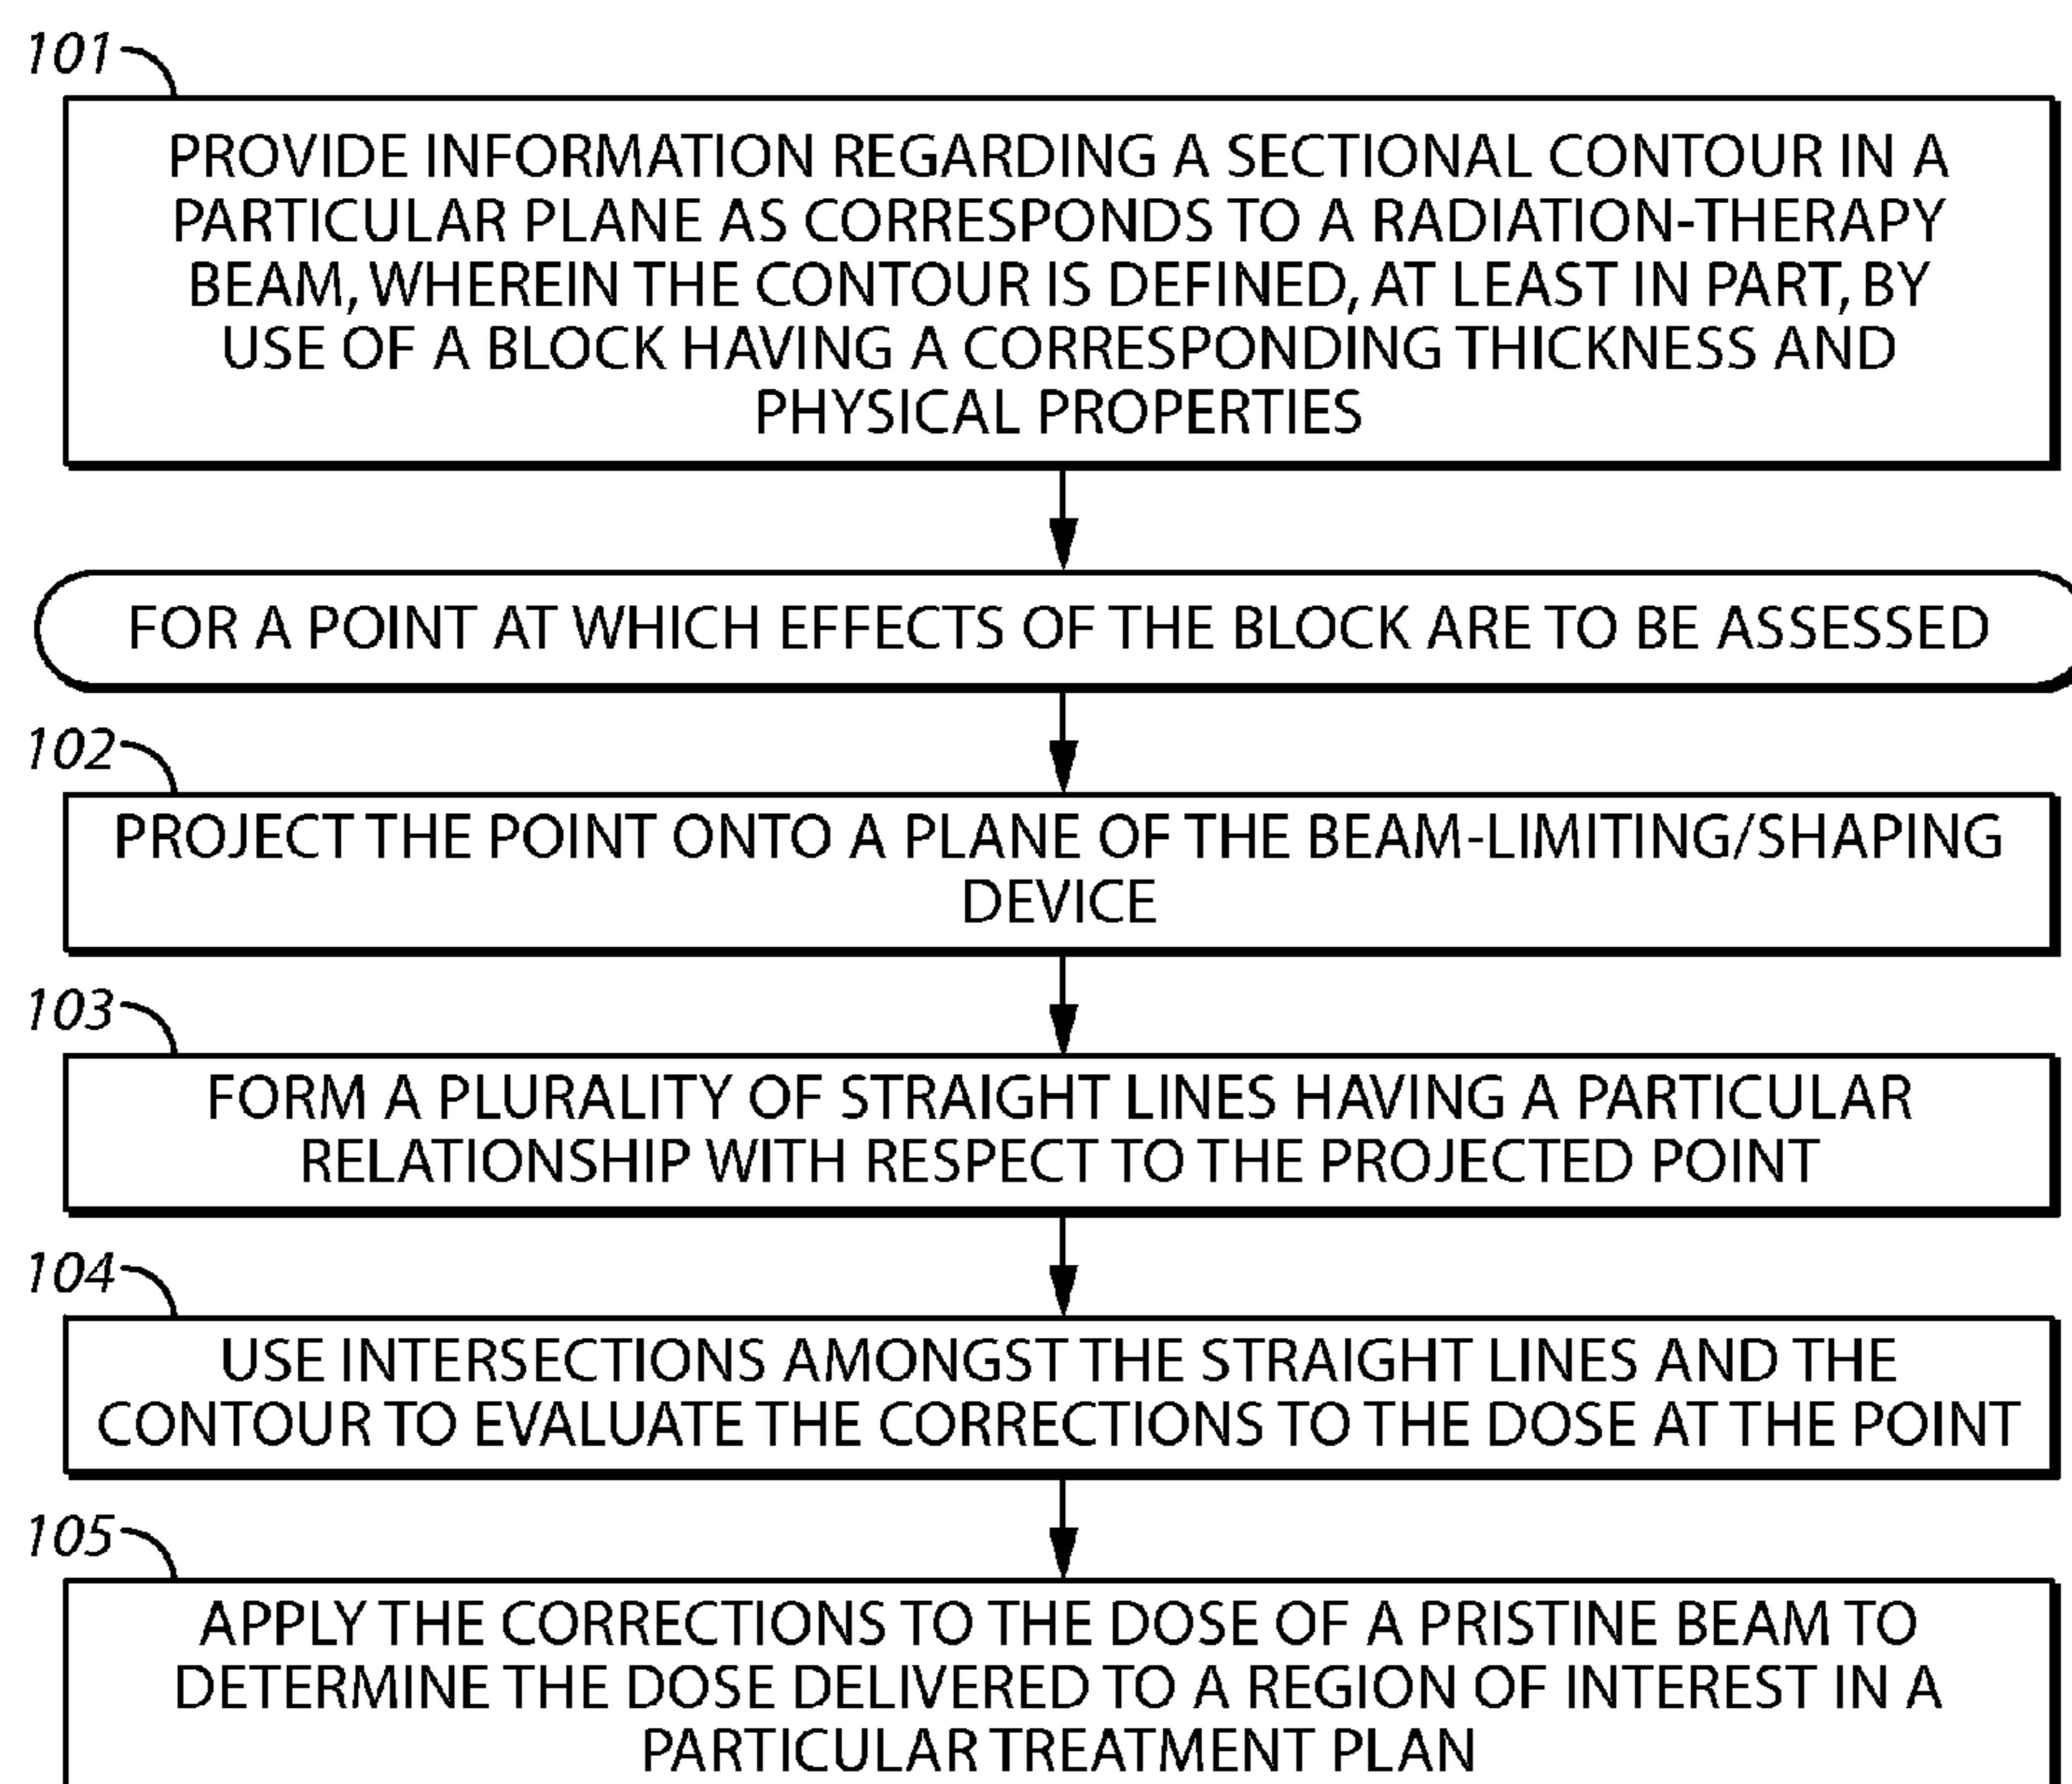 101
PROVIDE INFORMATION REGARDING A SECTIONAL CONTOUR IN A
PARTICULAR PLANE AS CORRESPONDS TO A RADIATION-THERAPY
BEAM, WHEREIN THE CONTOUR IS DEFINED, AT LEAST IN PART, BY
USE OF A BLOCK HAVING A CORRESPONDING THICKNESS AND
PHYSICAL PROPERTIES
FOR A POINT AT WHICH EFFECTS OF THE BLOCK ARE TO BE ASSESSED
102
PROJECT THE POINT ONTO A PLANE OF THE BEAM-LIMITING/SHAPING
DEVICE
103
FORM A PLURALITY OF STRAIGHT LINES HAVING A PARTICULAR
RELATIONSHIP WITH RESPECT TO THE PROJECTED POINT
104
USE INTERSECTIONS AMONGST THE STRAIGHT LINES AND THE
CONTOUR TO EVALUATE THE CORRECTIONS TO THE DOSE AT THE POINT
105
APPLY THE CORRECTIONS TO THE DOSE OF A PRISTINE BEAM TO
DETERMINE THE DOSE DELIVERED TO A REGION OF INTEREST IN A
PARTICULAR TREATMENT PLAN